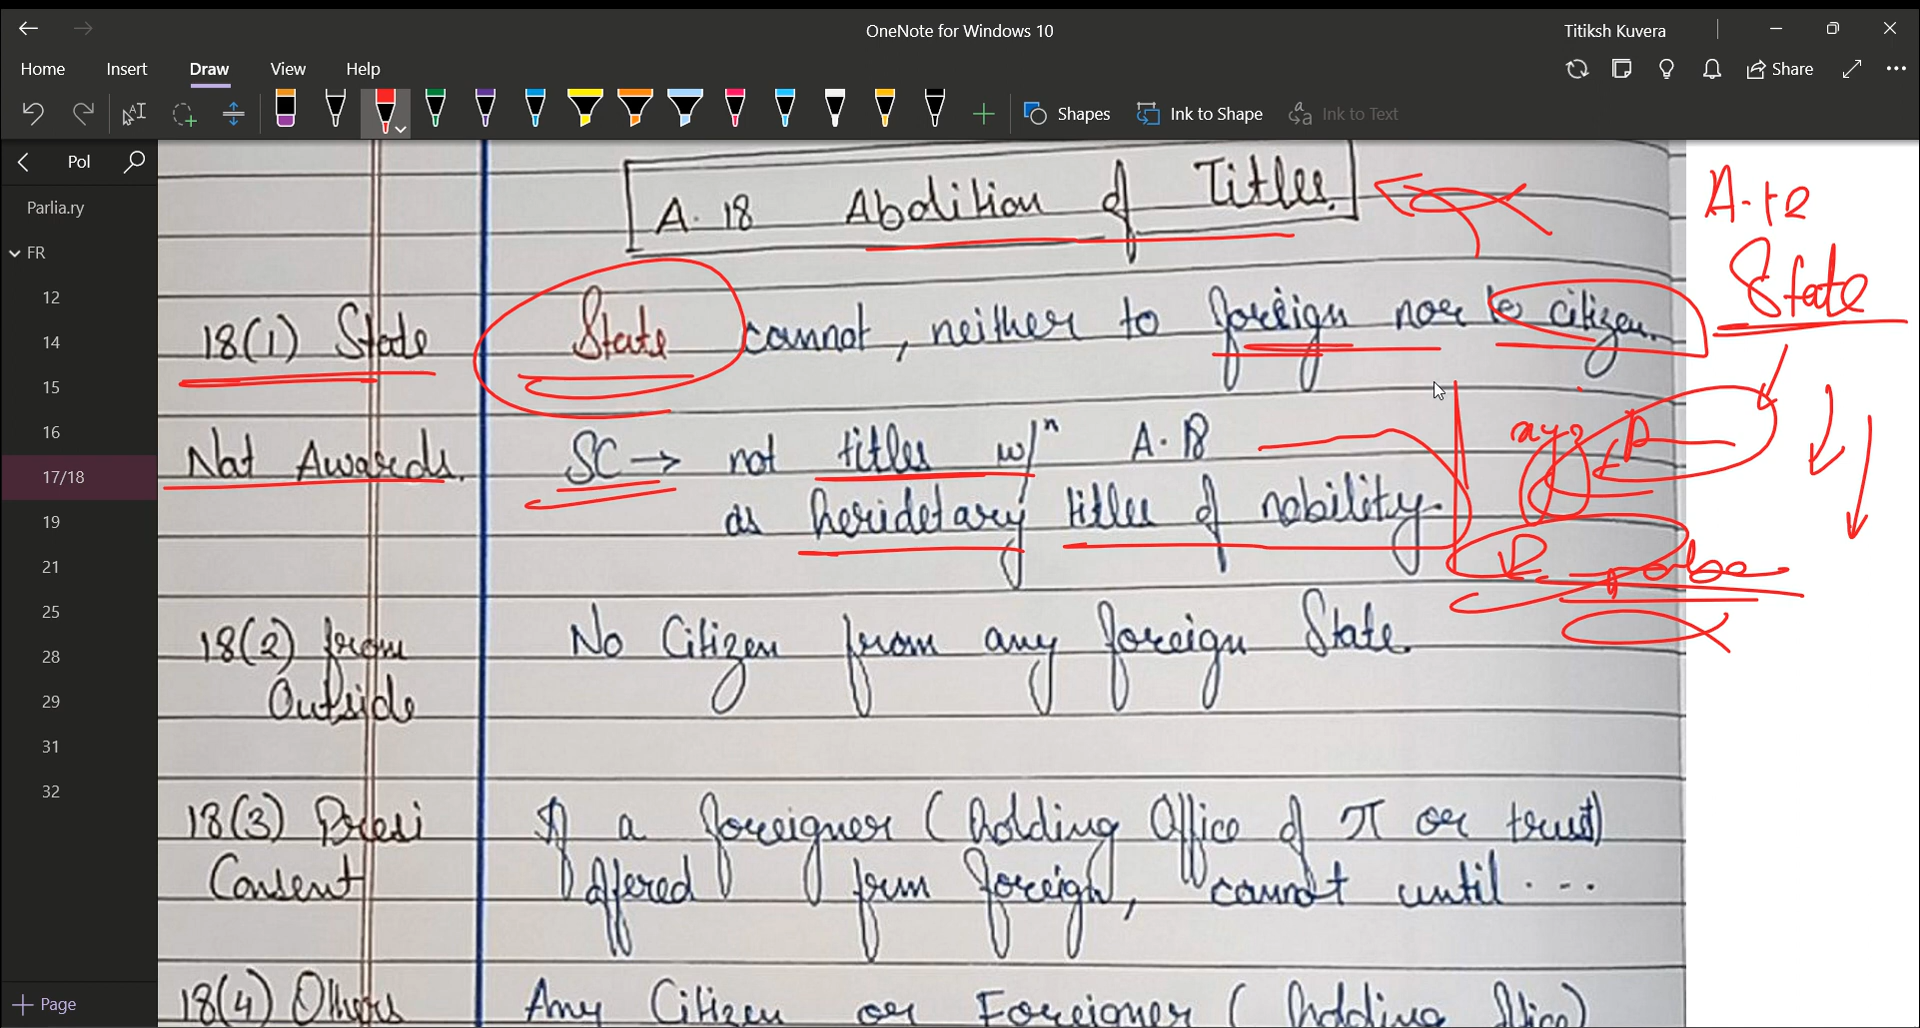 OneNote for Windows 10
Titiksh Kuvera
Home Insert Draw View Help
Share
Shapes Ink to Shape Ink to Text
Pol
Parlia.ry
FR
12
14
15
16
17/18
19
21
25
28
29
31
32
Page
A. 18 Abolition of Titles.
18(1) State State cannot, neither to foreign nor to citizen.
Nat Awards. SC → not titles w/n A.18
as heridetary titles of nobility.
18(2) from No Citizen from any foreign State.
Outside
18(3) Presi If a foreigner (holding Office of π or trust)
Consent offered from foreign, cannot until ...
18(4) Others Any Citizen or Foreigner (holding Office)
A.12
State
xyz